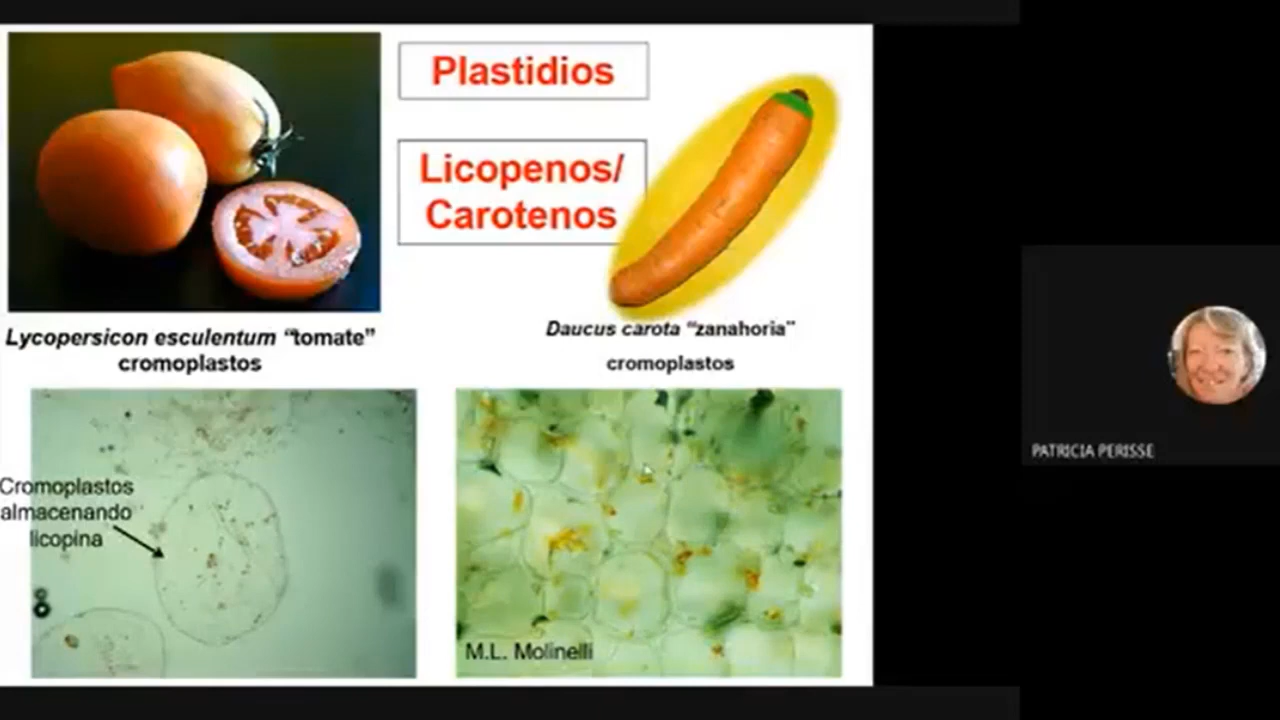 Plastidios
Licopenos/
Carotenos
Lycopersicon esculentum “tomate”
cromoplastos
Daucus carota “zanahoria”
cromoplastos
Cromoplastos
almacenando
licopina
M.L. Molinelli
PATRICIA PERISSE